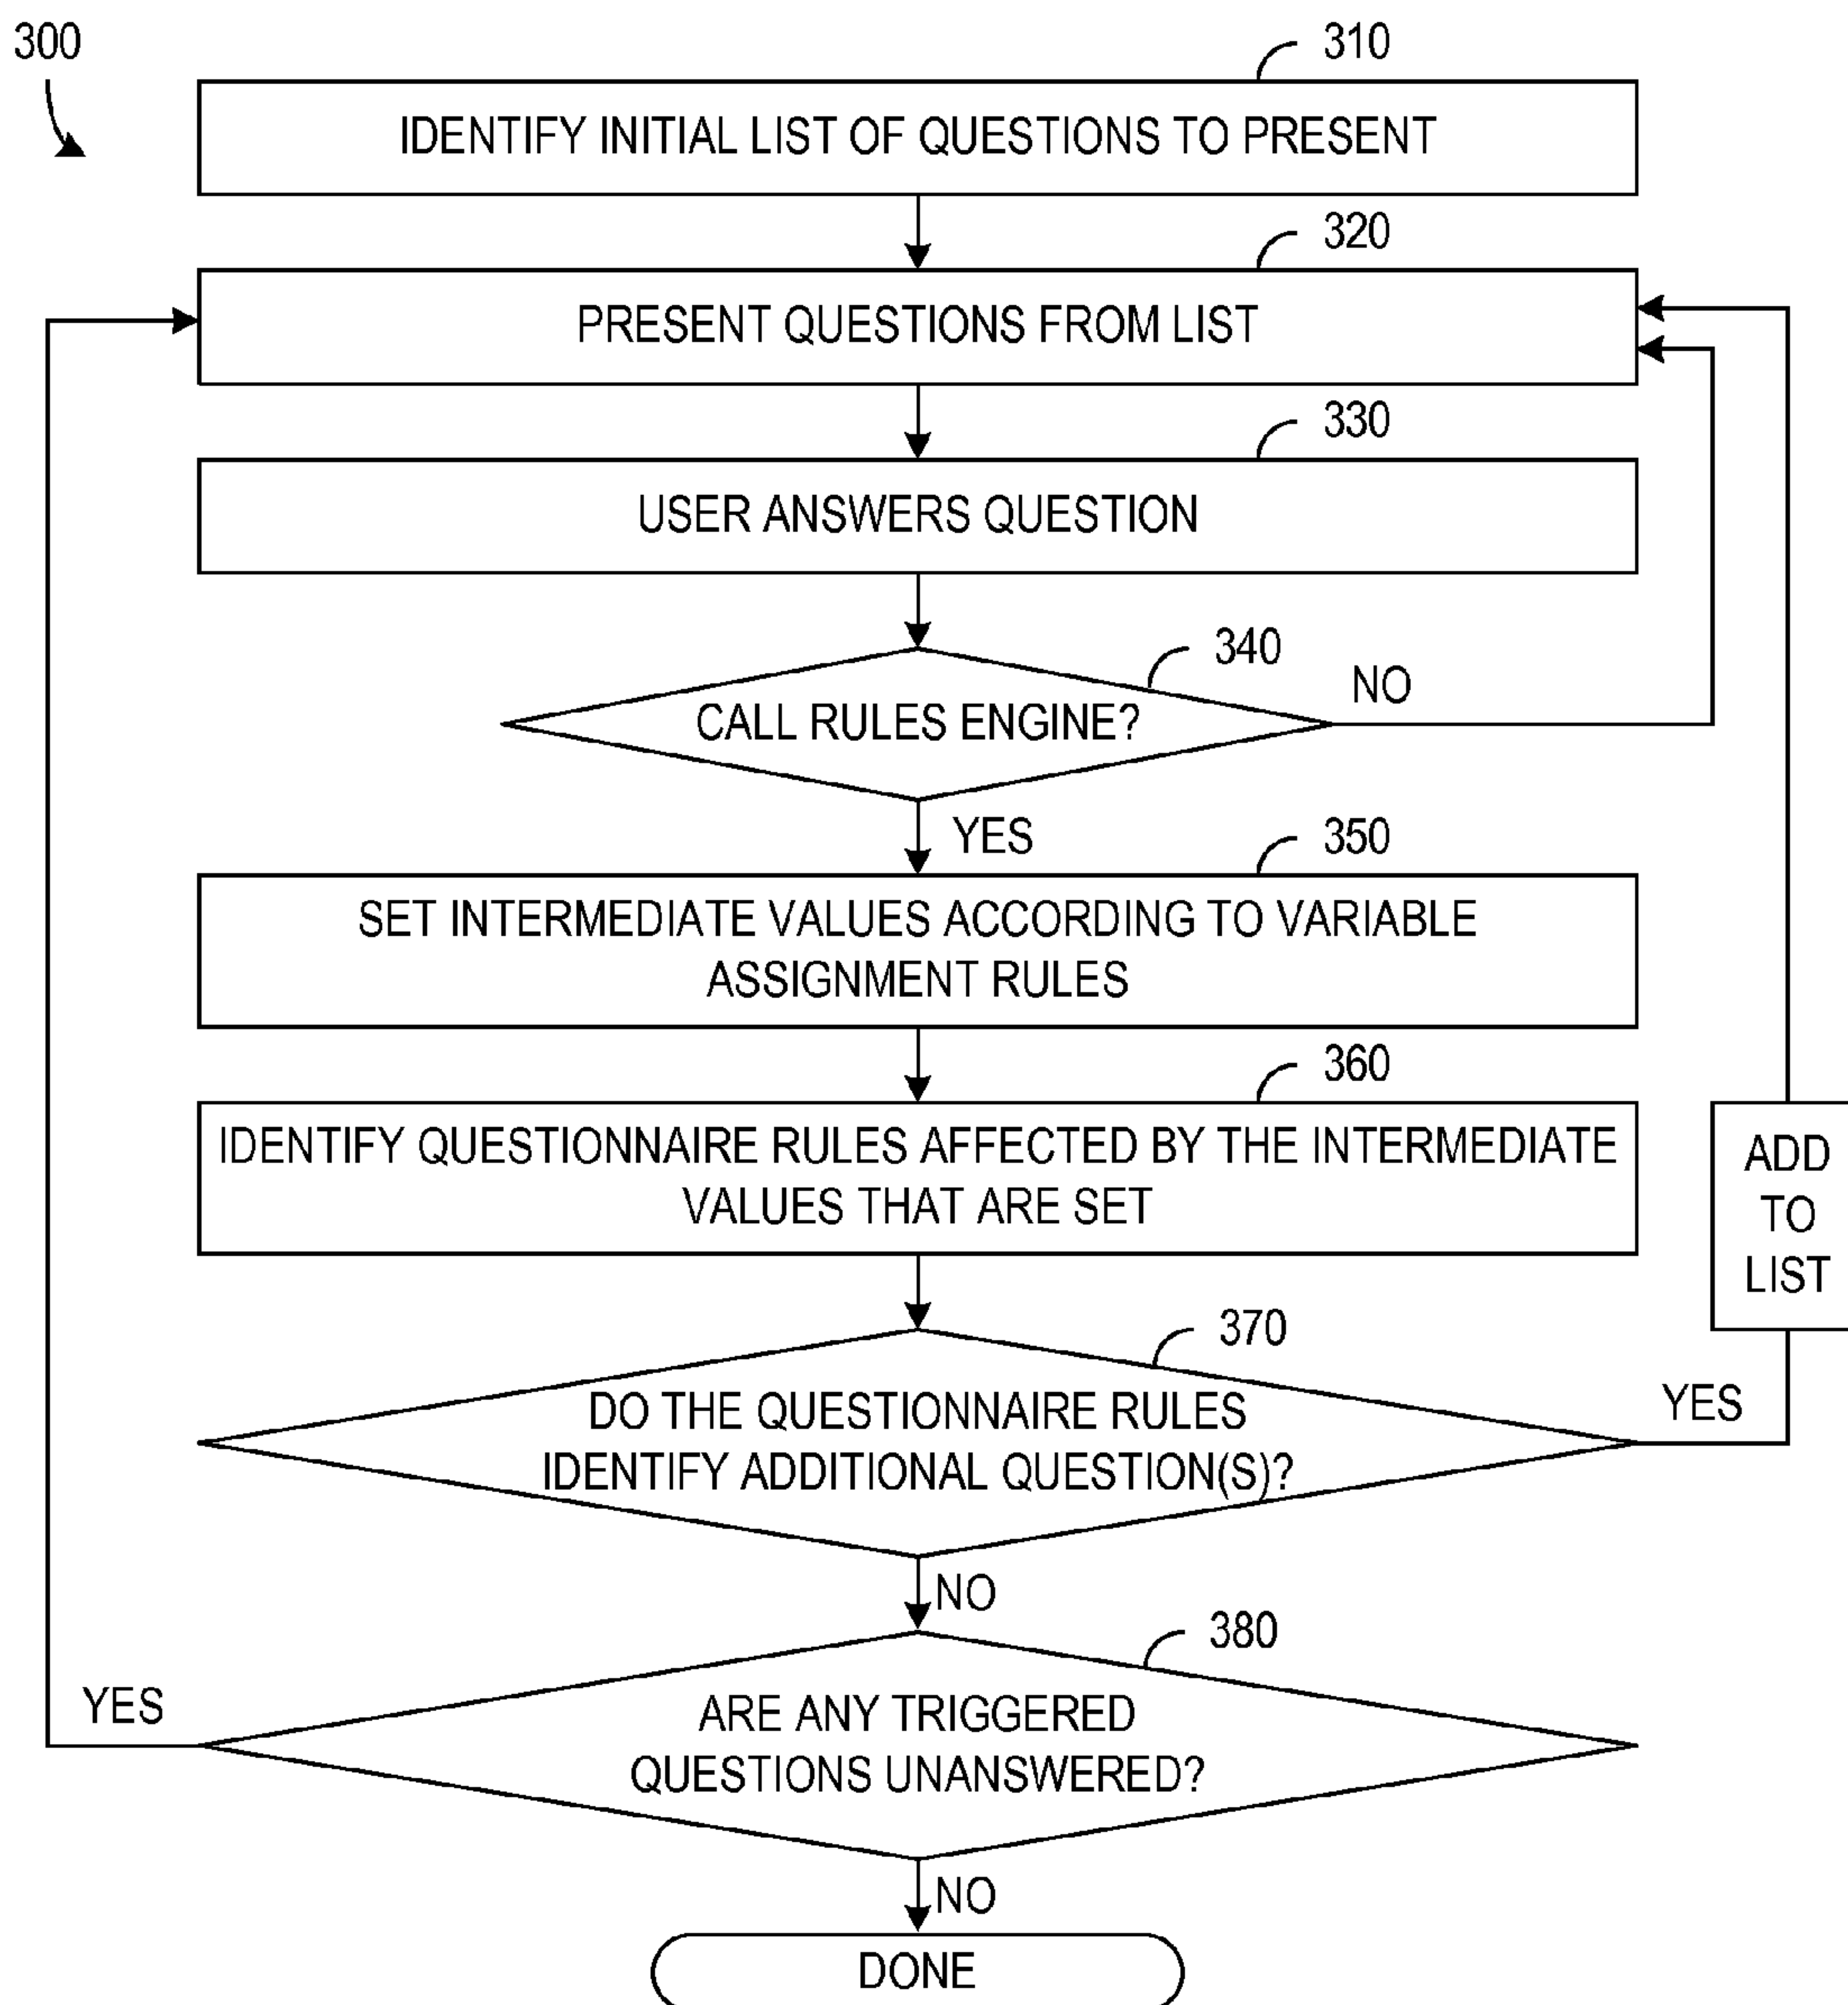 300
310
IDENTIFY INITIAL LIST OF QUESTIONS TO PRESENT
320
PRESENT QUESTIONS FROM LIST
330
USER ANSWERS QUESTION
340
CALL RULES ENGINE?
NO
YES
350
SET INTERMEDIATE VALUES ACCORDING TO VARIABLE
ASSIGNMENT RULES
360
IDENTIFY QUESTIONNAIRE RULES AFFECTED BY THE INTERMEDIATE
VALUES THAT ARE SET
ADD
TO
LIST
370
DO THE QUESTIONNAIRE RULES
IDENTIFY ADDITIONAL QUESTION(S)?
YES
NO
380
ARE ANY TRIGGERED
QUESTIONS UNANSWERED?
YES
NO
DONE